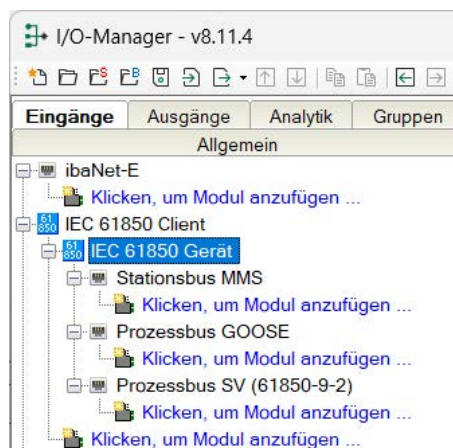 I/O-Manager - v8.11.4
Eingänge Ausgänge Analytik Gruppen
Allgemein
ibaNet-E
Klicken, um Modul anzufügen ...
61 850 IEC 61850 Client
61 850 IEC 61850 Gerät
Stationsbus MMS
Klicken, um Modul anzufügen ...
Prozessbus GOOSE
Klicken, um Modul anzufügen ...
Prozessbus SV (61850-9-2)
Klicken, um Modul anzufügen ...
Klicken, um Modul anzufügen ...